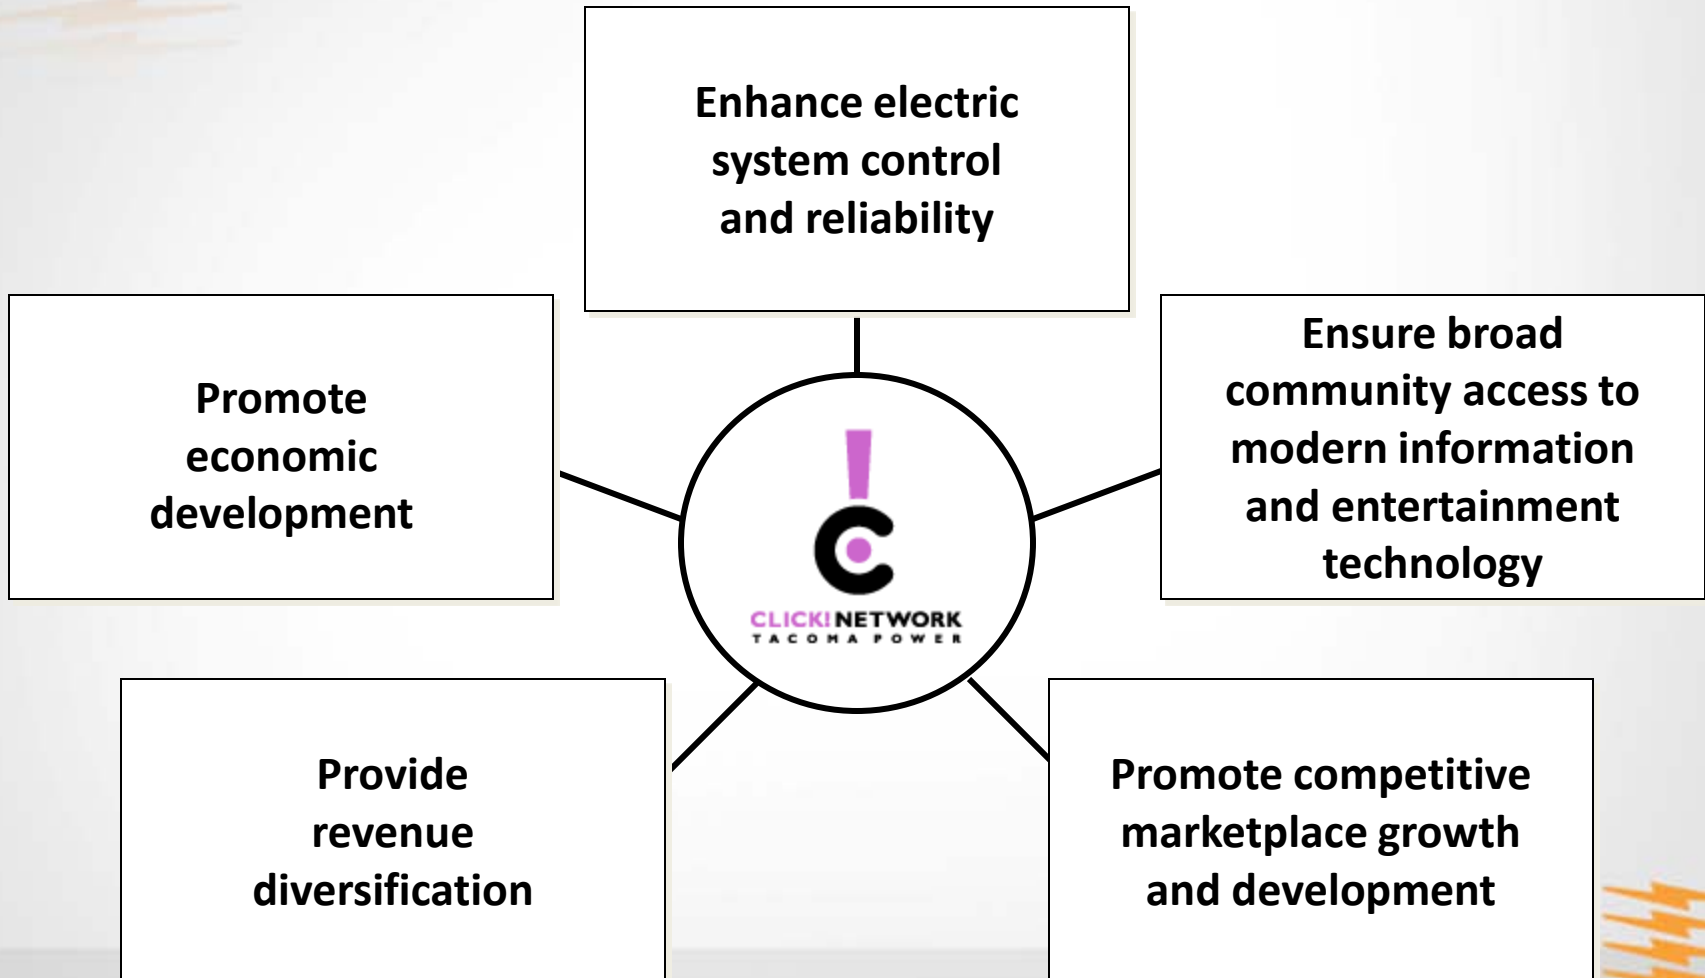 Enhance electric
system control
and reliability
Promote
economic
development
Ensure broad
community access to
modern information
and entertainment
technology
CLICK! NETWORK
TACOMA POWER
Provide
revenue
diversification
Promote competitive
marketplace growth
and development